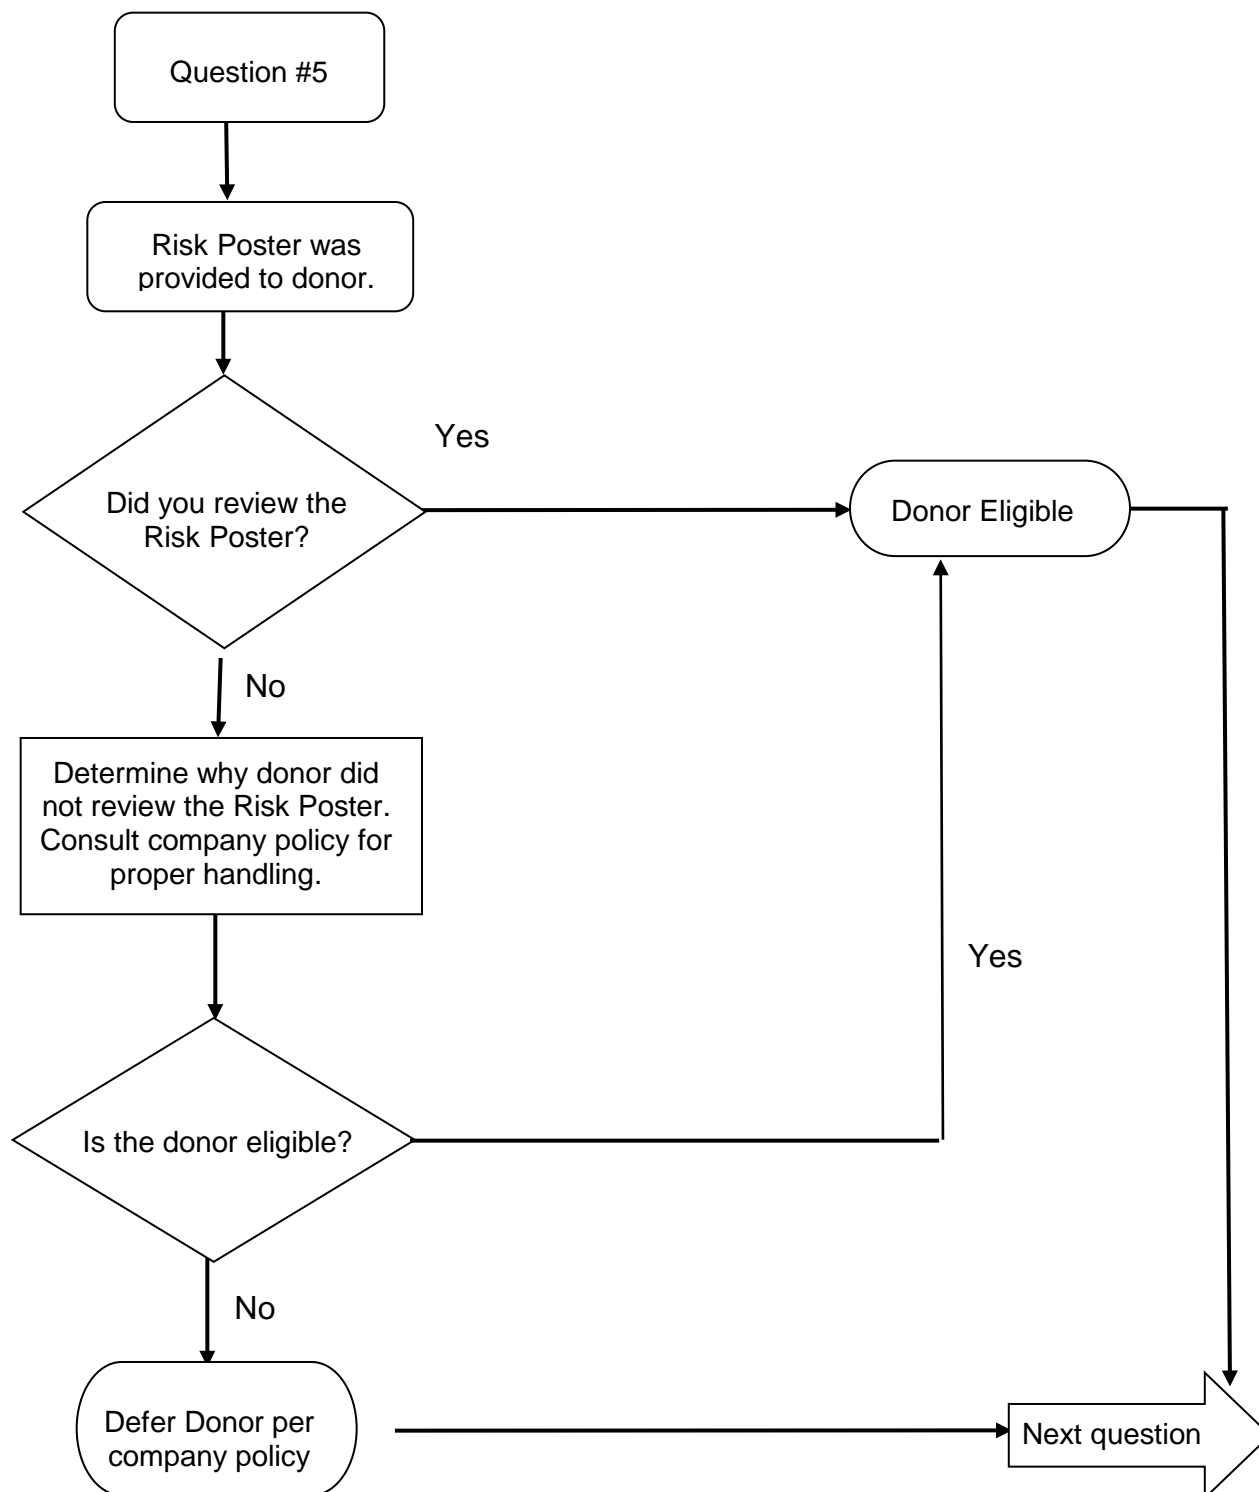 Question #5
Risk Poster was
provided to donor.
Yes
Did you review the
Risk Poster?
Donor Eligible
No
Determine why donor did
not review the Risk Poster.
Consult company policy for
proper handling.
Yes
Is the donor eligible?
No
Defer Donor per
company policy
Next question